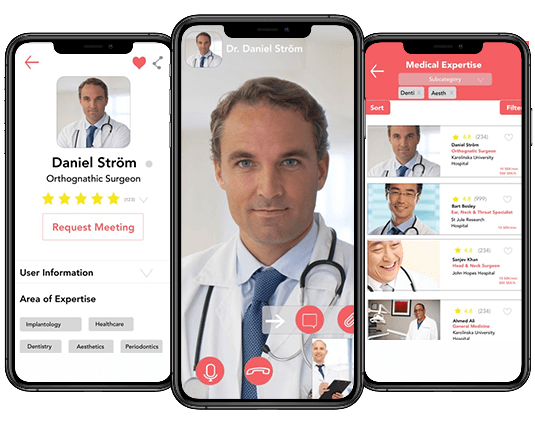 Daniel Ström
Orthognathic Surgeon
(123)
Request Meeting
User Information
Area of Expertise
Implantology
Healthcare
Dentistry
Aesthetics
Periodontics
Dr. Daniel Ström
Medical Expertise
Subcategory
Denti x
Aesth x
Sort
Filter
4.8 (234)
Daniel Ström
Orthognatic Surgeon
Karolinska University
Hospital
4.8 (999)
Bart Bosley
Ear, Neck & Throat Specialist
St Jule Research
Hospital
4.8 (234)
Sanjev Khan
Head & Neck Surgeon
John Hopes Hospital
4.8 (234)
Ahmed Ali
General Medicine
Karolinska University
Hospital